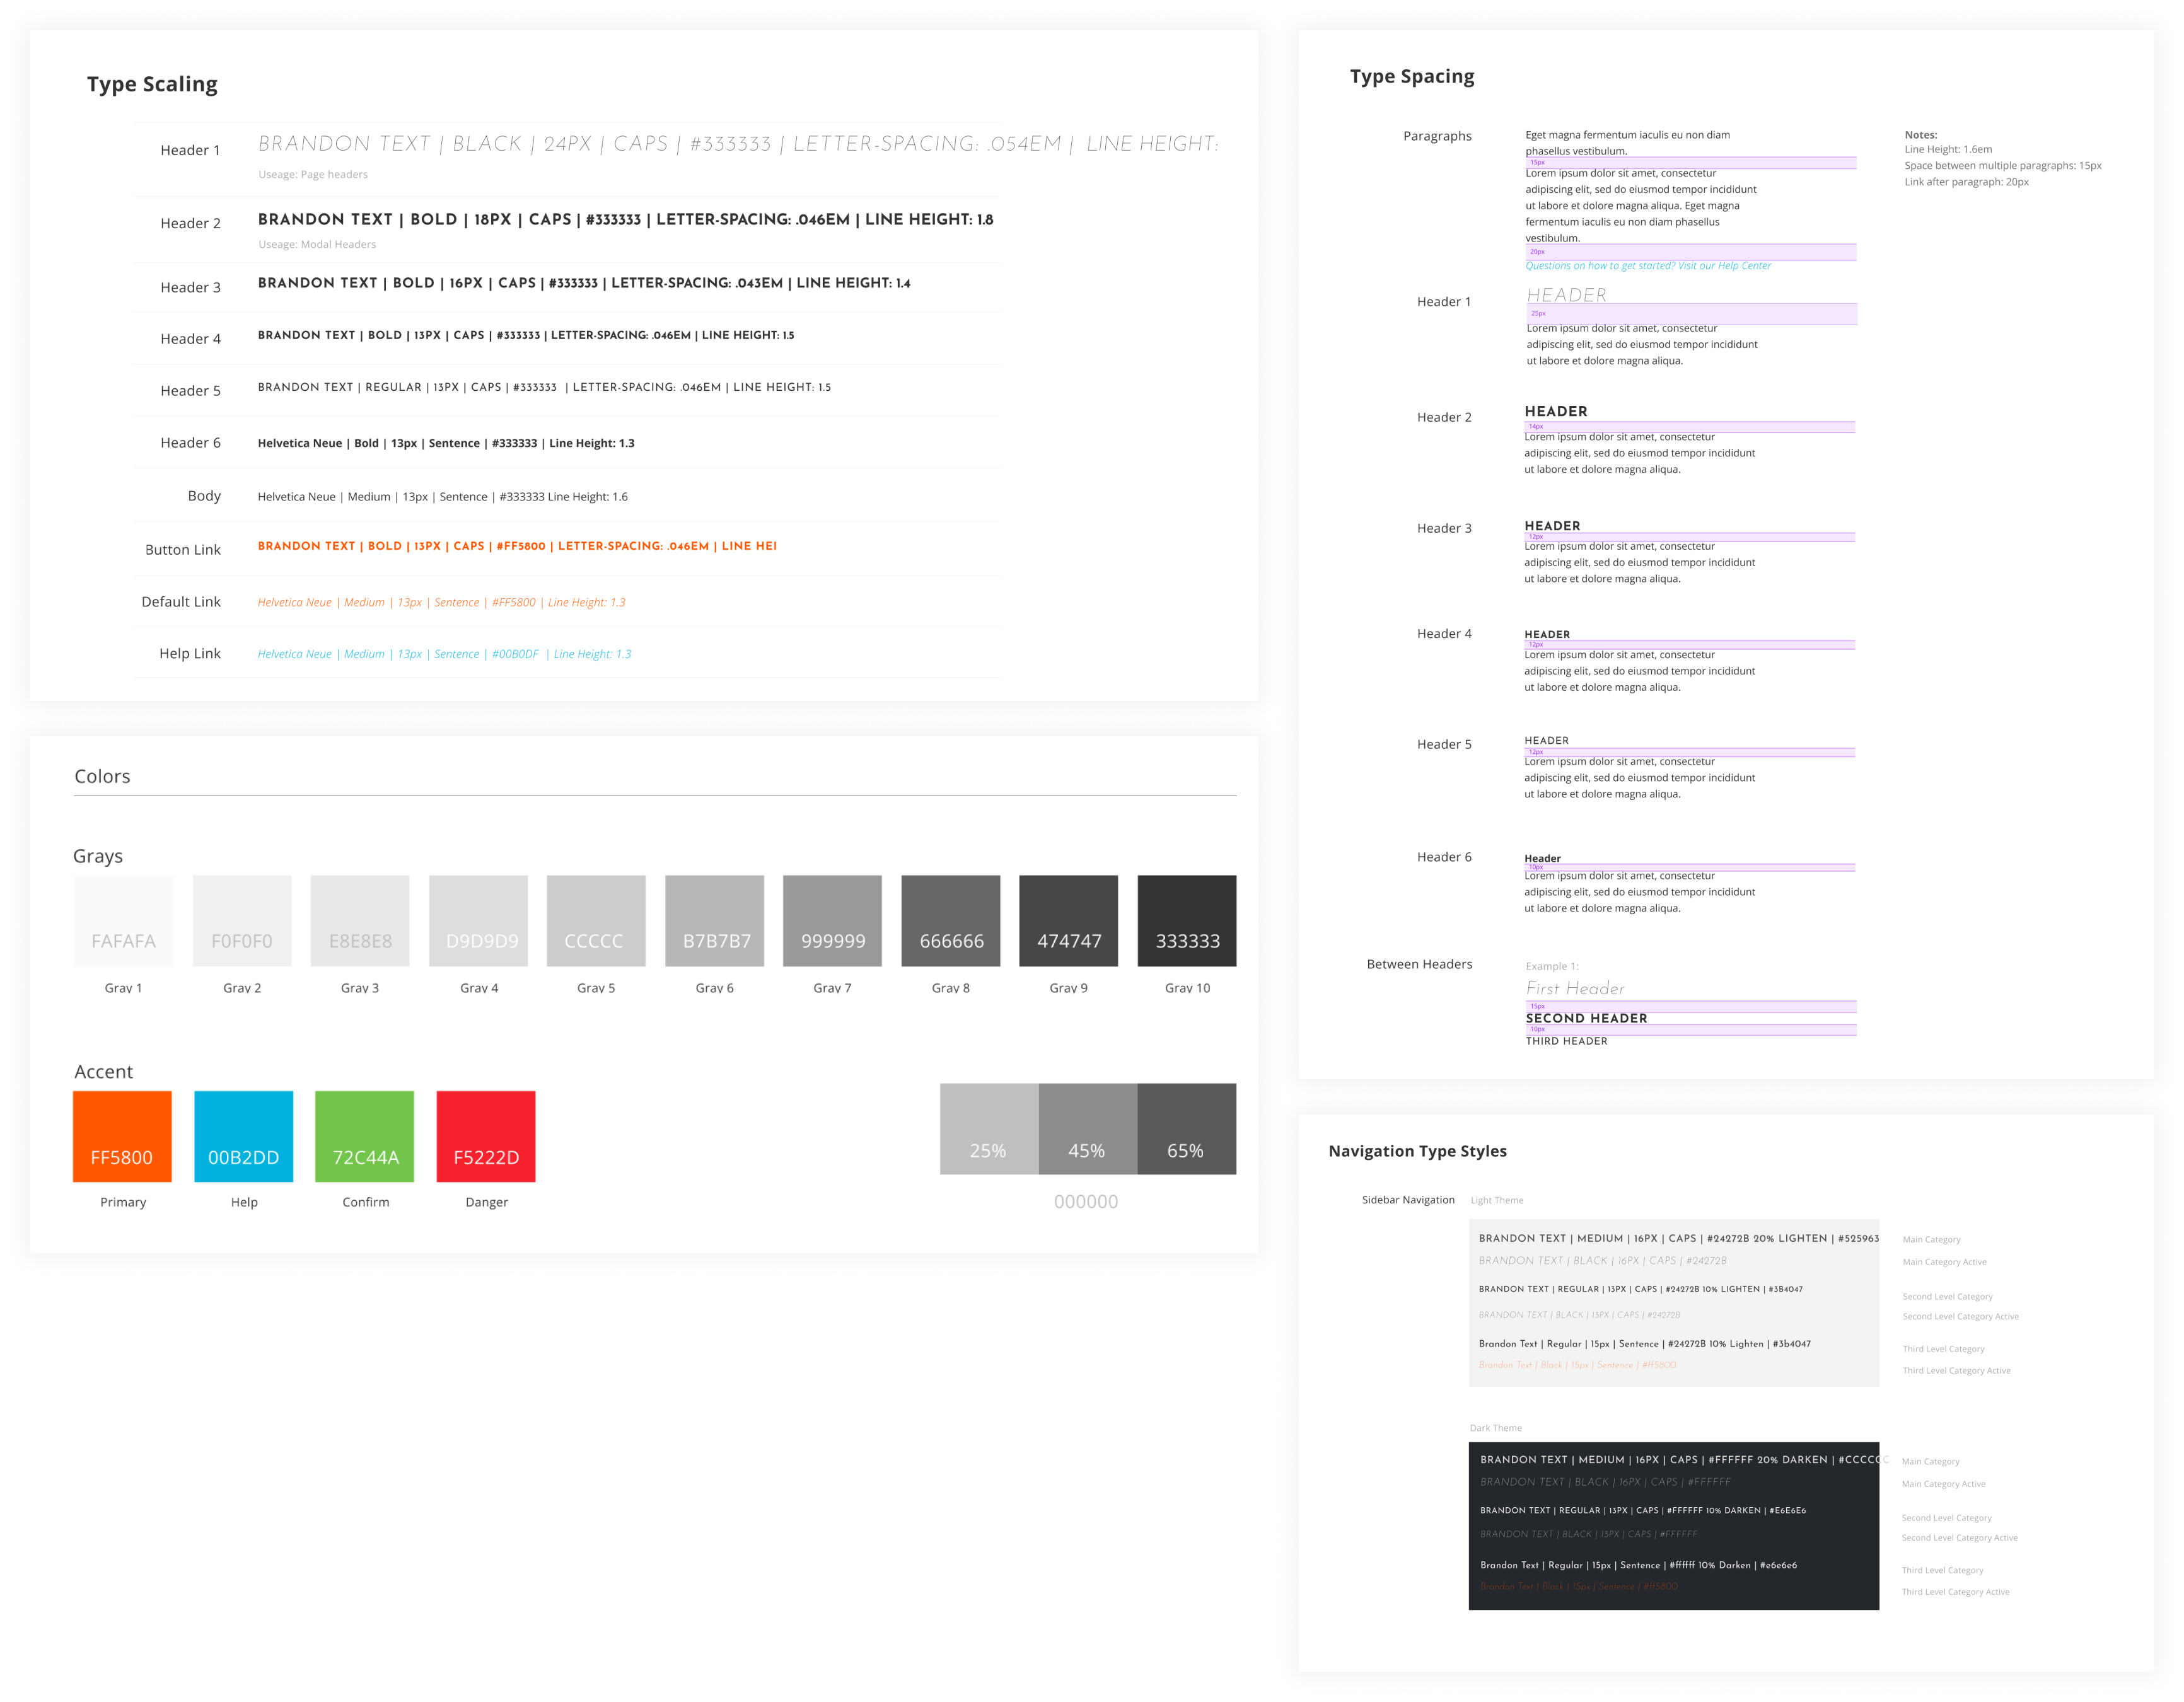 Type Scaling
Header 1
BRANDON TEXT | BLACK | 24PX | CAPS | #333333 | LETTER-SPACING: .054EM | LINE HEIGHT:
Useage: Page headers
Header 2
BRANDON TEXT | BOLD | 18PX | CAPS | #333333 | LETTER-SPACING: .046EM | LINE HEIGHT: 1.8
Useage: Modal Headers
Header 3
BRANDON TEXT | BOLD | 16PX | CAPS | #333333 | LETTER-SPACING: .043EM | LINE HEIGHT: 1.4
Header 4
BRANDON TEXT | BOLD | 13PX | CAPS | #333333 | LETTER-SPACING: .046EM | LINE HEIGHT: 1.5
Header 5
BRANDON TEXT | REGULAR | 13PX | CAPS | #333333 | LETTER-SPACING: .046EM | LINE HEIGHT: 1.5
Header 6
Helvetica Neue | Bold | 13px | Sentence | #333333 | Line Height: 1.3
Body
Helvetica Neue | Medium | 13px | Sentence | #333333 Line Height: 1.6
Button Link
BRANDON TEXT | BOLD | 13PX | CAPS | #FF5800 | LETTER-SPACING: .046EM | LINE HEI
Default Link
Helvetica Neue | Medium | 13px | Sentence | #FF5800 | Line Height: 1.3
Help Link
Helvetica Neue | Medium | 13px | Sentence | #00B0DF | Line Height: 1.3
Colors
Grays
FAFAFA
F0F0F0
E8E8E8
D9D9D9
CCCCC
B7B7B7
999999
666666
474747
333333
Gray 1
Gray 2
Gray 3
Gray 4
Gray 5
Gray 6
Gray 7
Gray 8
Gray 9
Gray 10
Accent
FF5800
00B2DD
72C44A
F5222D
Primary
Help
Confirm
Danger
25%
45%
65%
000000
Type Spacing
Paragraphs
Eget magna fermentum iaculis eu non diam
phasellus vestibulum.
15px
Lorem ipsum dolor sit amet, consectetur
adipiscing elit, sed do eiusmod tempor incididunt
ut labore et dolore magna aliqua. Eget magna
fermentum iaculis eu non diam phasellus
vestibulum.
20px
Questions on how to get started? Visit our Help Center
Notes:
Line Height: 1.6em
Space between multiple paragraphs: 15px
Link after paragraph: 20px
Header 1
HEADER
25px
Lorem ipsum dolor sit amet, consectetur
adipiscing elit, sed do eiusmod tempor incididunt
ut labore et dolore magna aliqua.
Header 2
HEADER
14px
Lorem ipsum dolor sit amet, consectetur
adipiscing elit, sed do eiusmod tempor incididunt
ut labore et dolore magna aliqua.
Header 3
HEADER
12px
Lorem ipsum dolor sit amet, consectetur
adipiscing elit, sed do eiusmod tempor incididunt
ut labore et dolore magna aliqua.
Header 4
HEADER
12px
Lorem ipsum dolor sit amet, consectetur
adipiscing elit, sed do eiusmod tempor incididunt
ut labore et dolore magna aliqua.
Header 5
HEADER
12px
Lorem ipsum dolor sit amet, consectetur
adipiscing elit, sed do eiusmod tempor incididunt
ut labore et dolore magna aliqua.
Header 6
Header
10px
Lorem ipsum dolor sit amet, consectetur
adipiscing elit, sed do eiusmod tempor incididunt
ut labore et dolore magna aliqua.
Between Headers
Example 1:
First Header
15px
SECOND HEADER
10px
THIRD HEADER
Navigation Type Styles
Sidebar Navigation
Light Theme
BRANDON TEXT | MEDIUM | 16PX | CAPS | #24272B 20% LIGHTEN | #525963
Main Category
BRANDON TEXT | BLACK | 16PX | CAPS | #24272B
Main Category Active
BRANDON TEXT | REGULAR | 13PX | CAPS | #24272B 10% LIGHTEN | #3B4047
Second Level Category
BRANDON TEXT | BLACK | 13PX | CAPS | #24272B
Second Level Category Active
Brandon Text | Regular | 15px | Sentence | #24272B 10% Lighten | #3b4047
Third Level Category
Brandon Text | Black | 15px | Sentence | #ff5800
Third Level Category Active
Dark Theme
BRANDON TEXT | MEDIUM | 16PX | CAPS | #FFFFFF 20% DARKEN | #CCCCCC
Main Category
BRANDON TEXT | BLACK | 16PX | CAPS | #FFFFFF
Main Category Active
BRANDON TEXT | REGULAR | 13PX | CAPS | #FFFFFF 10% DARKEN | #E6E6E6
Second Level Category
BRANDON TEXT | BLACK | 13PX | CAPS | #FFFFFF
Second Level Category Active
Brandon Text | Regular | 15px | Sentence | #ffffff 10% Darken | #e6e6e6
Third Level Category
Brandon Text | Black | 15px | Sentence | #ff5800
Third Level Category Active